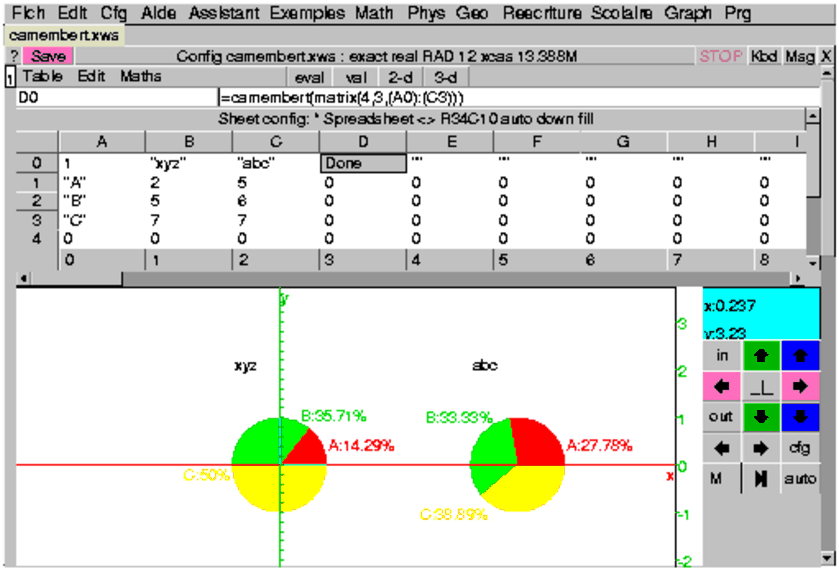 Fich Edit Cfg Aide Assistant Exemples Math Phys Geo Reecriture Scolaire Graph Prg
camembert.xws
? Save Config camembert.xws : exact real RAD 12 xcas 13.388M STOP Kbd Msg X
1 Table Edit Maths eval val 2-d 3-d
D0 =camembert(matrix(4,3,(A0):(C3)))
Sheet config: * Spreadsheet <> R34C10 auto down fill
A B C D E F G H I
0 1 "xyz" "abc" Done "" "" "" "" ""
1 "A" 2 5 0 0 0 0 0 0
2 "B" 5 6 0 0 0 0 0 0
3 "C" 7 7 0 0 0 0 0 0
4 0 0 0 0 0 0 0 0 0
0 1 2 3 4 5 6 7 8
y
x:0.237
3
y:3.23
in
xyz abc
2
B:35.71% B:33.33% 1 out
A:14.29% A:27.78%
cfg
0
C:50% x M auto
C:38.89%
-1
-2